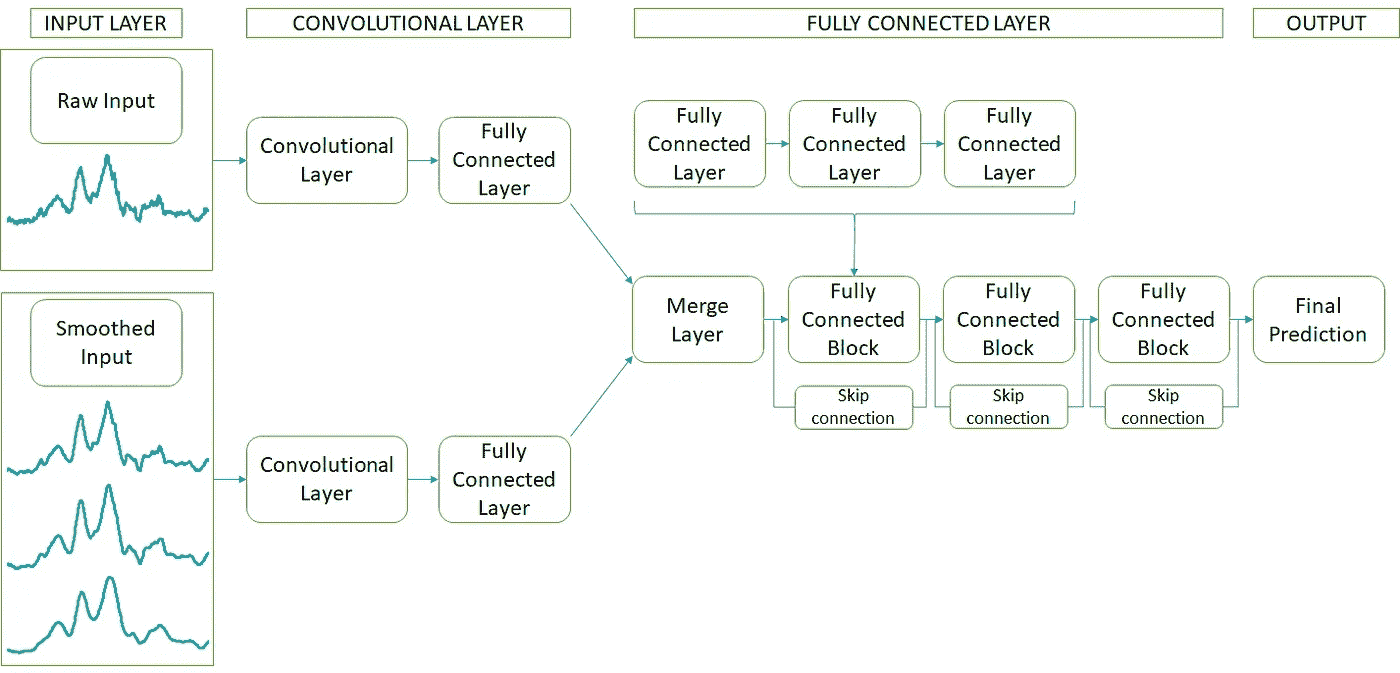 INPUT LAYER
CONVOLUTIONAL LAYER
FULLY CONNECTED LAYER
OUTPUT
Raw Input
Convolutional
Layer
Fully
Connected
Layer
Fully
Connected
Layer
Fully
Connected
Layer
Fully
Connected
Layer
Smoothed
Input
Convolutional
Layer
Fully
Connected
Layer
Merge
Layer
Fully
Connected
Block
Fully
Connected
Block
Fully
Connected
Block
Final
Prediction
Skip
connection
Skip
connection
Skip
connection